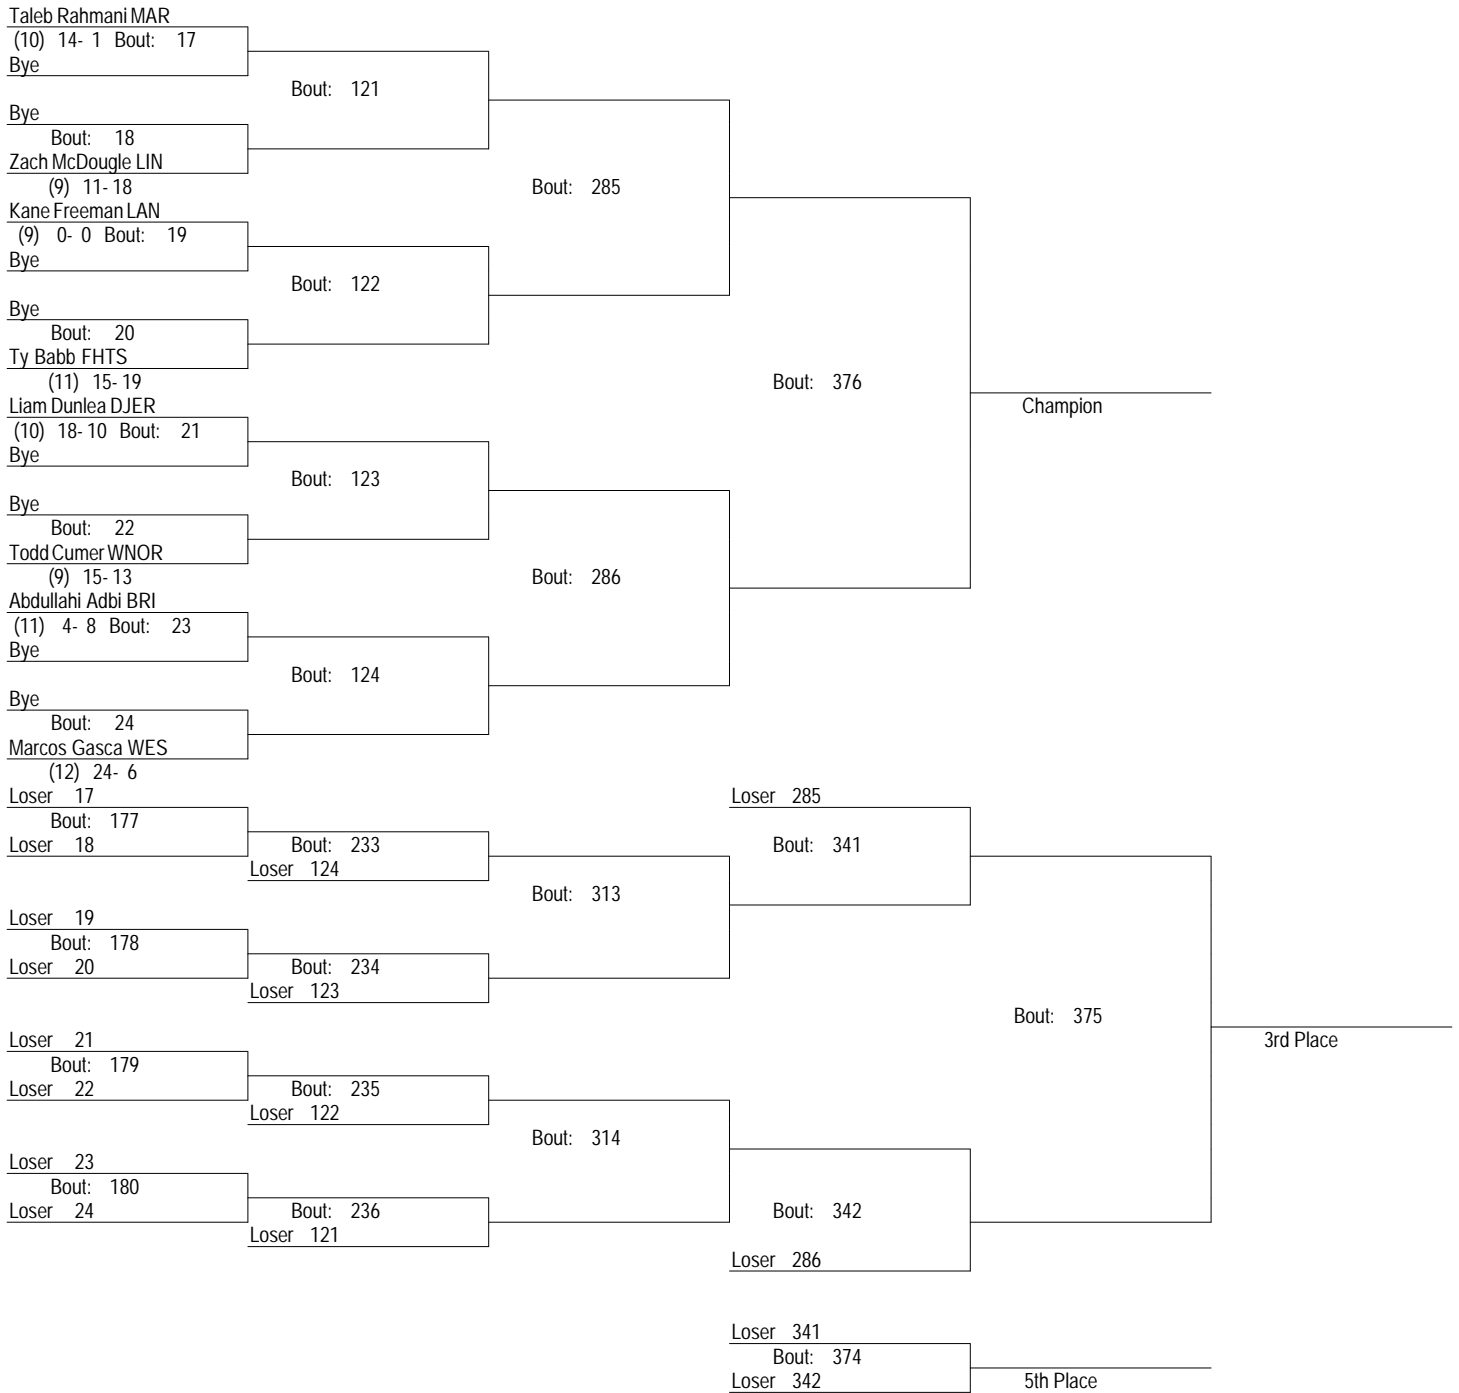 Taleb Rahmani MAR
(10) 14- 1 Bout: 17
Bye
Bout: 121
Bye
Bout: 18
Zach McDougle LIN
(9) 11- 18
Bout: 285
Kane Freeman LAN
(9) 0- 0 Bout: 19
Bye
Bout: 122
Bye
Bout: 20
Ty Babb FHTS
(11) 15- 19
Bout: 376
Champion
Liam Dunlea DJER
(10) 18- 10 Bout: 21
Bye
Bout: 123
Bye
Bout: 22
Todd Cumer WNOR
(9) 15- 13
Bout: 286
Abdullahi Adbi BRI
(11) 4- 8 Bout: 23
Bye
Bout: 124
Bye
Bout: 24
Marcos Gasca WES
(12) 24- 6
Loser 17
Bout: 177
Loser 18
Bout: 233
Loser 124
Loser 285
Bout: 341
Bout: 313
Loser 19
Bout: 178
Loser 20
Bout: 234
Loser 123
Bout: 375
3rd Place
Loser 21
Bout: 179
Loser 22
Bout: 235
Loser 122
Bout: 314
Loser 23
Bout: 180
Loser 24
Bout: 236
Loser 121
Bout: 342
Loser 286
Loser 341
Bout: 374
Loser 342
5th Place